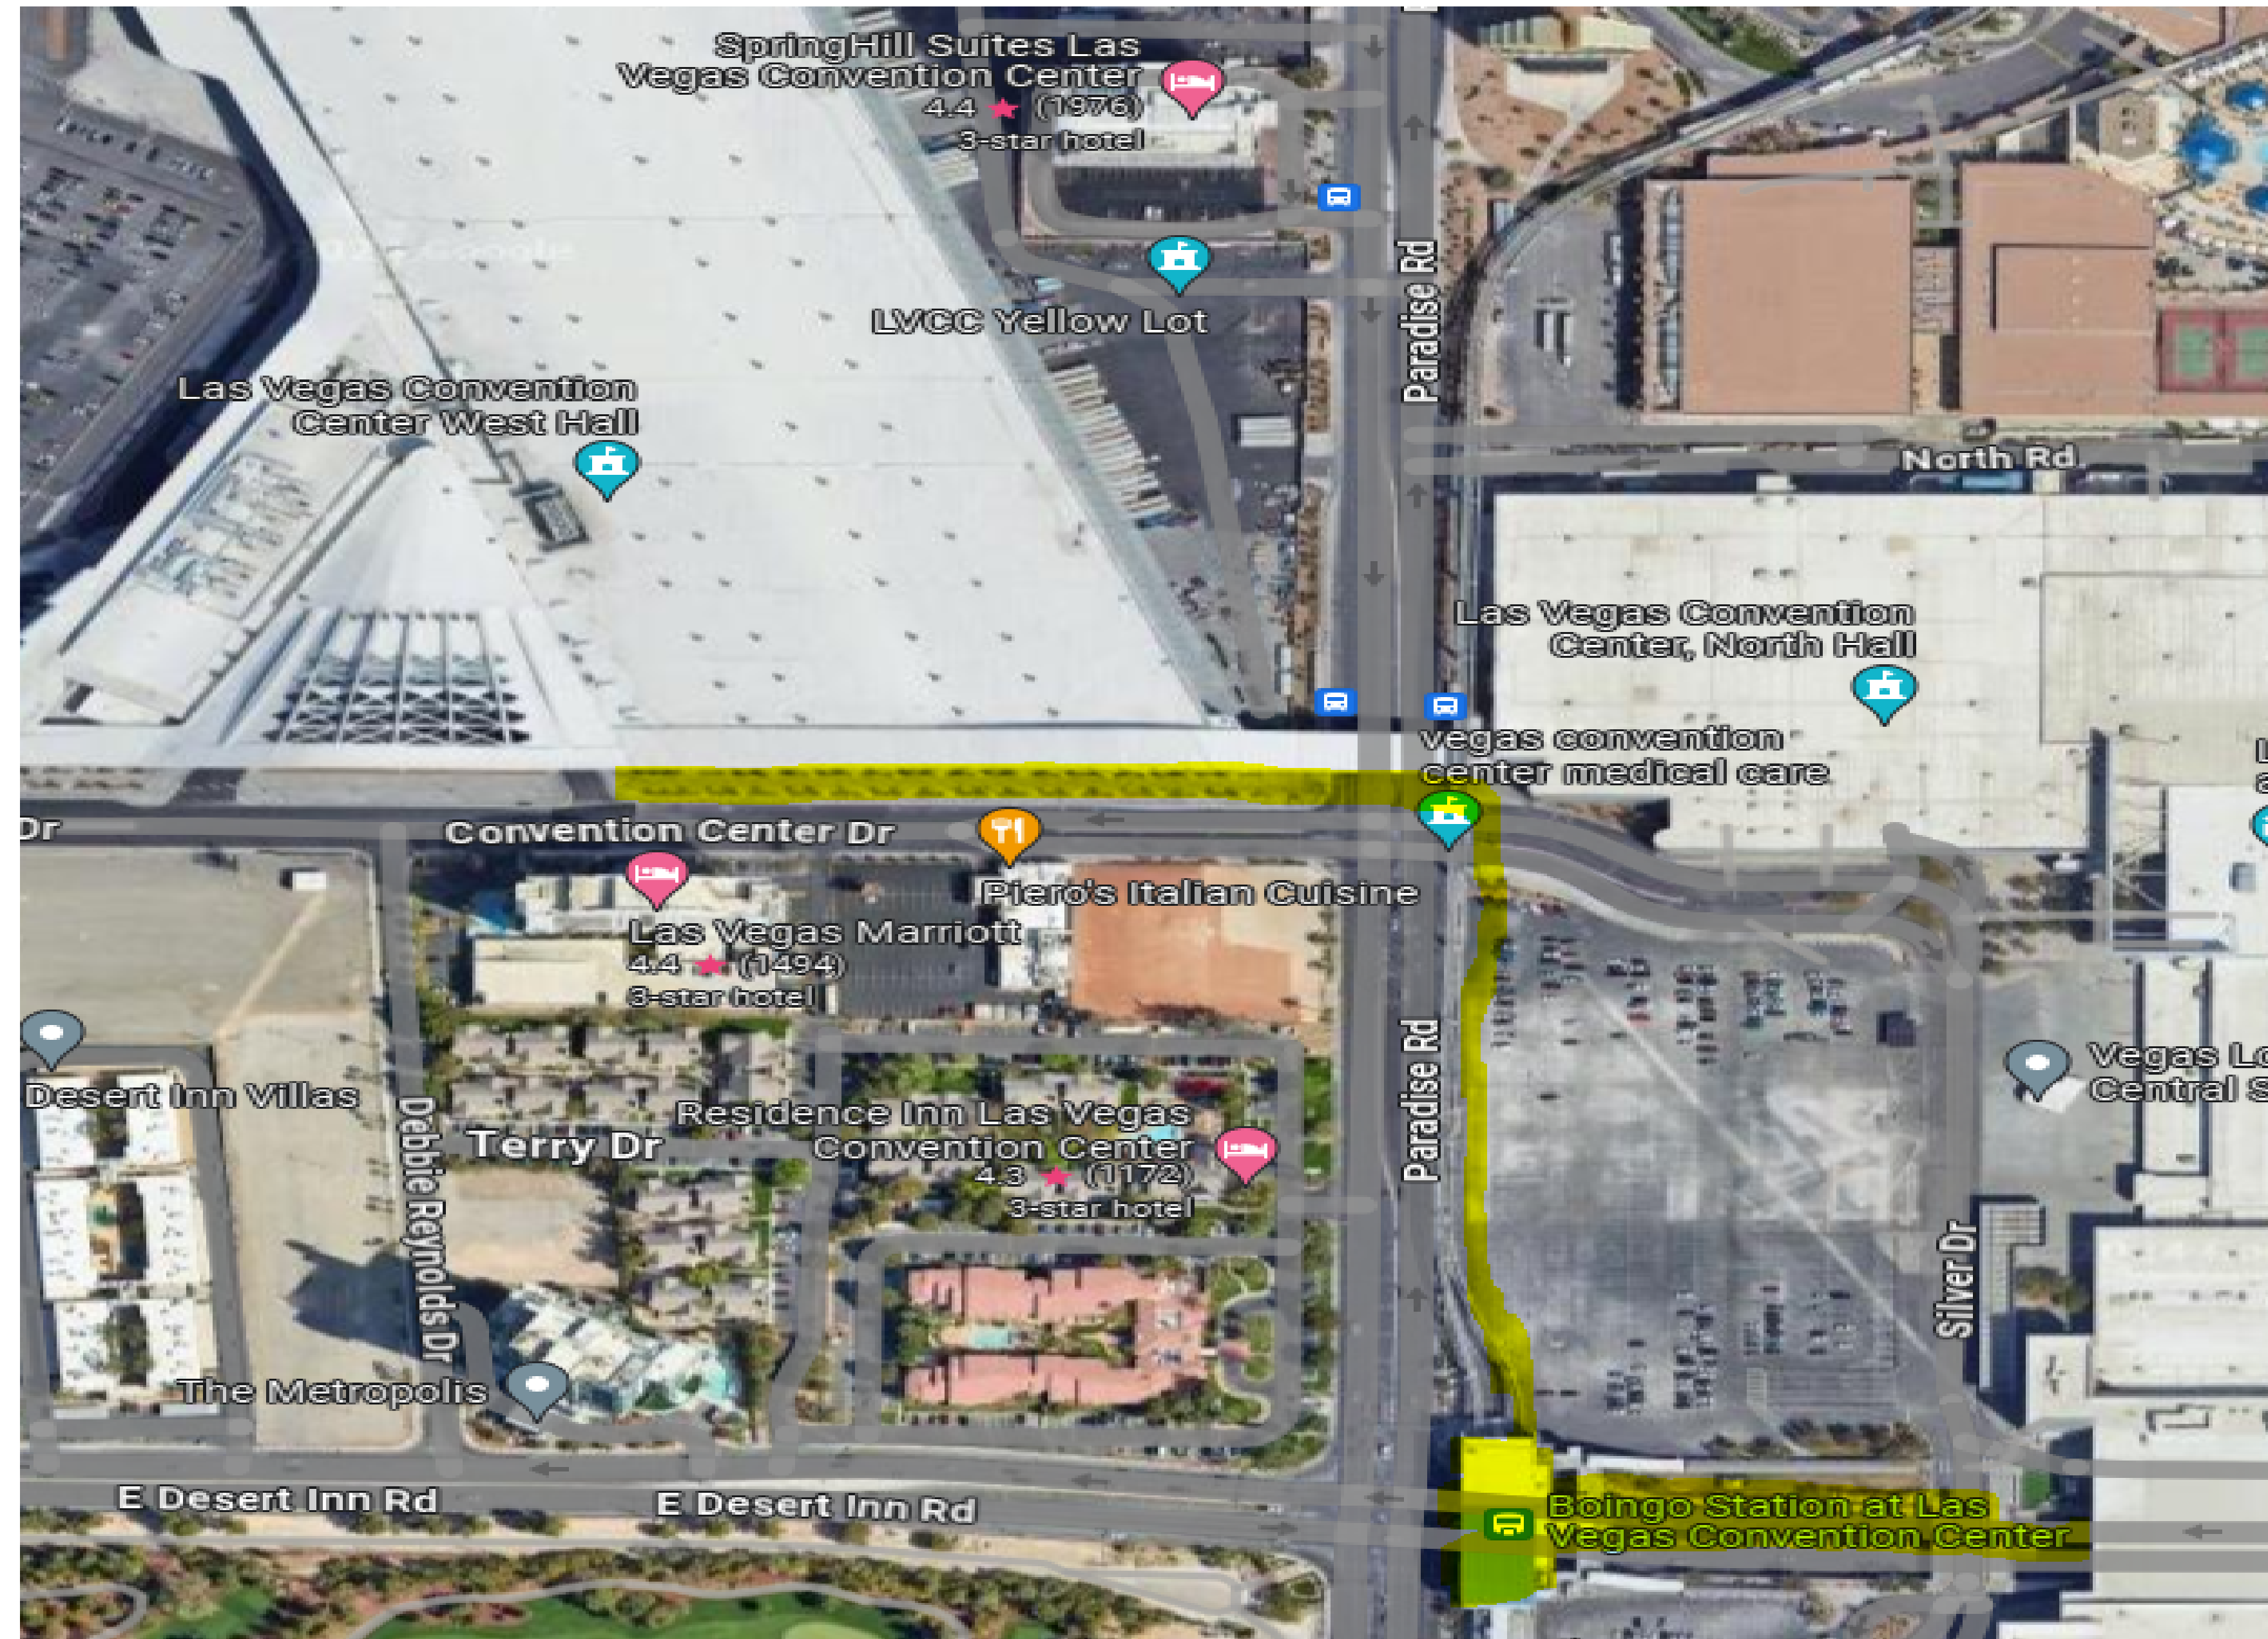 SpringHill Suites Las
Vegas Convention Center
4.4 ★ (1976)
3-star hotel
LVCC Yellow Lot
Paradise Rd
Las Vegas Convention
Center West Hall
North Rd
Las Vegas Convention
Center, North Hall
vegas convention
center medical care
Dr
Convention Center Dr
Piero's Italian Cuisine
Las Vegas Marriott
4.4 ★ (1494)
3-star hotel
Desert Inn Villas
Debbie Reynolds Dr
Terry Dr
Residence Inn Las Vegas
Convention Center
4.3 ★ (1172)
3-star hotel
Paradise Rd
Vegas Lo
Central S
Silver Dr
The Metropolis
E Desert Inn Rd
E Desert Inn Rd
Boingo Station at Las
Vegas Convention Center